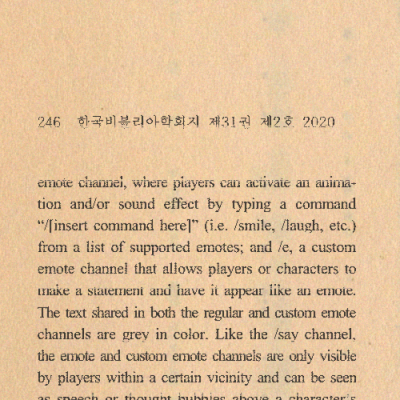 246 한국비블리아학회지 제31권 제2호 2020
emote channel, where players can activate an anima-
tion and/or sound effect by typing a command
“/[insert command here]” (i.e. /smile, /laugh, etc.)
from a list of supported emotes; and /e, a custom
emote channel that allows players or characters to
make a statement and have it appear like an emote.
The text shared in both the regular and custom emote
channels are grey in color. Like the /say channel,
the emote and custom emote channels are only visible
by players within a certain vicinity and can be seen
as speech or thought bubbles above a character's